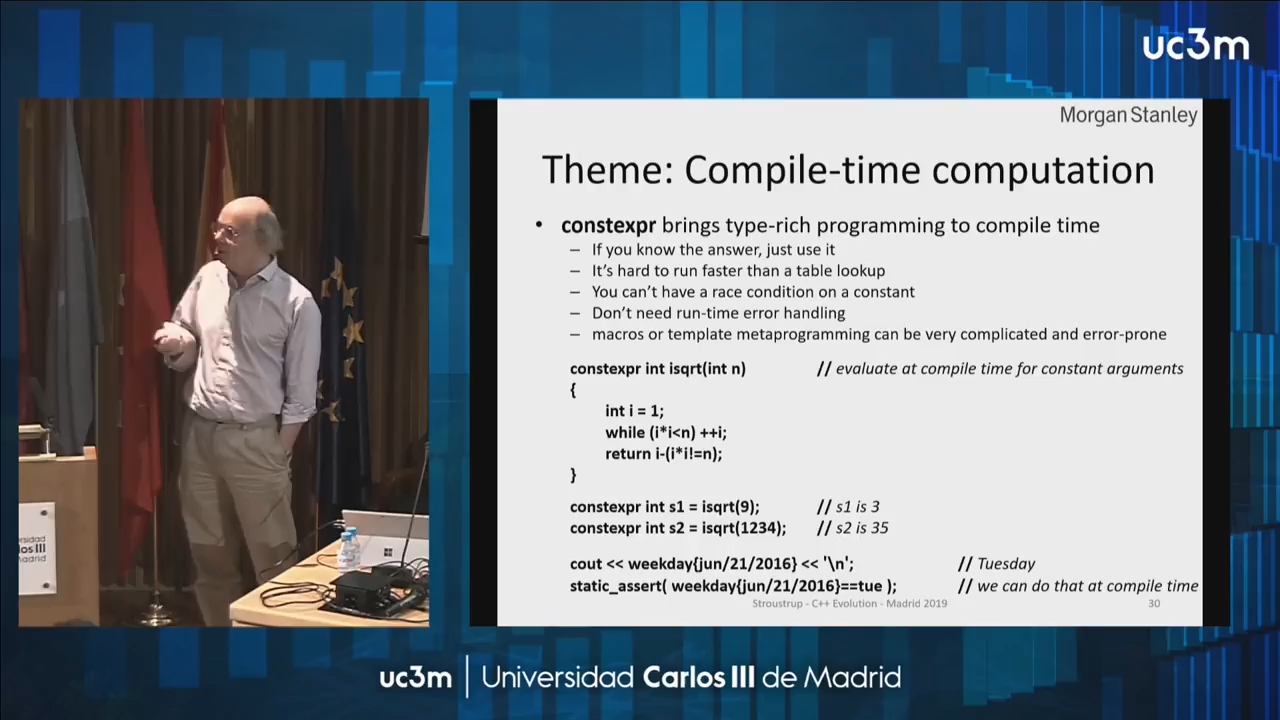 uc3m
Morgan Stanley
Theme: Compile-time computation
• constexpr brings type-rich programming to compile time
– If you know the answer, just use it
– It's hard to run faster than a table lookup
– You can't have a race condition on a constant
– Don't need run-time error handling
– macros or template metaprogramming can be very complicated and error-prone
constexpr int isqrt(int n) // evaluate at compile time for constant arguments
{
int i = 1;
while (i*i<n) ++i;
return i-(i*i!=n);
}
constexpr int s1 = isqrt(9); // s1 is 3
constexpr int s2 = isqrt(1234); // s2 is 35
cout << weekday{jun/21/2016} << '\n'; // Tuesday
static_assert( weekday{jun/21/2016}==tue ); // we can do that at compile time
Stroustrup - C++ Evolution - Madrid 2019 30
rsidad
los III
adrid
uc3m | Universidad Carlos III de Madrid